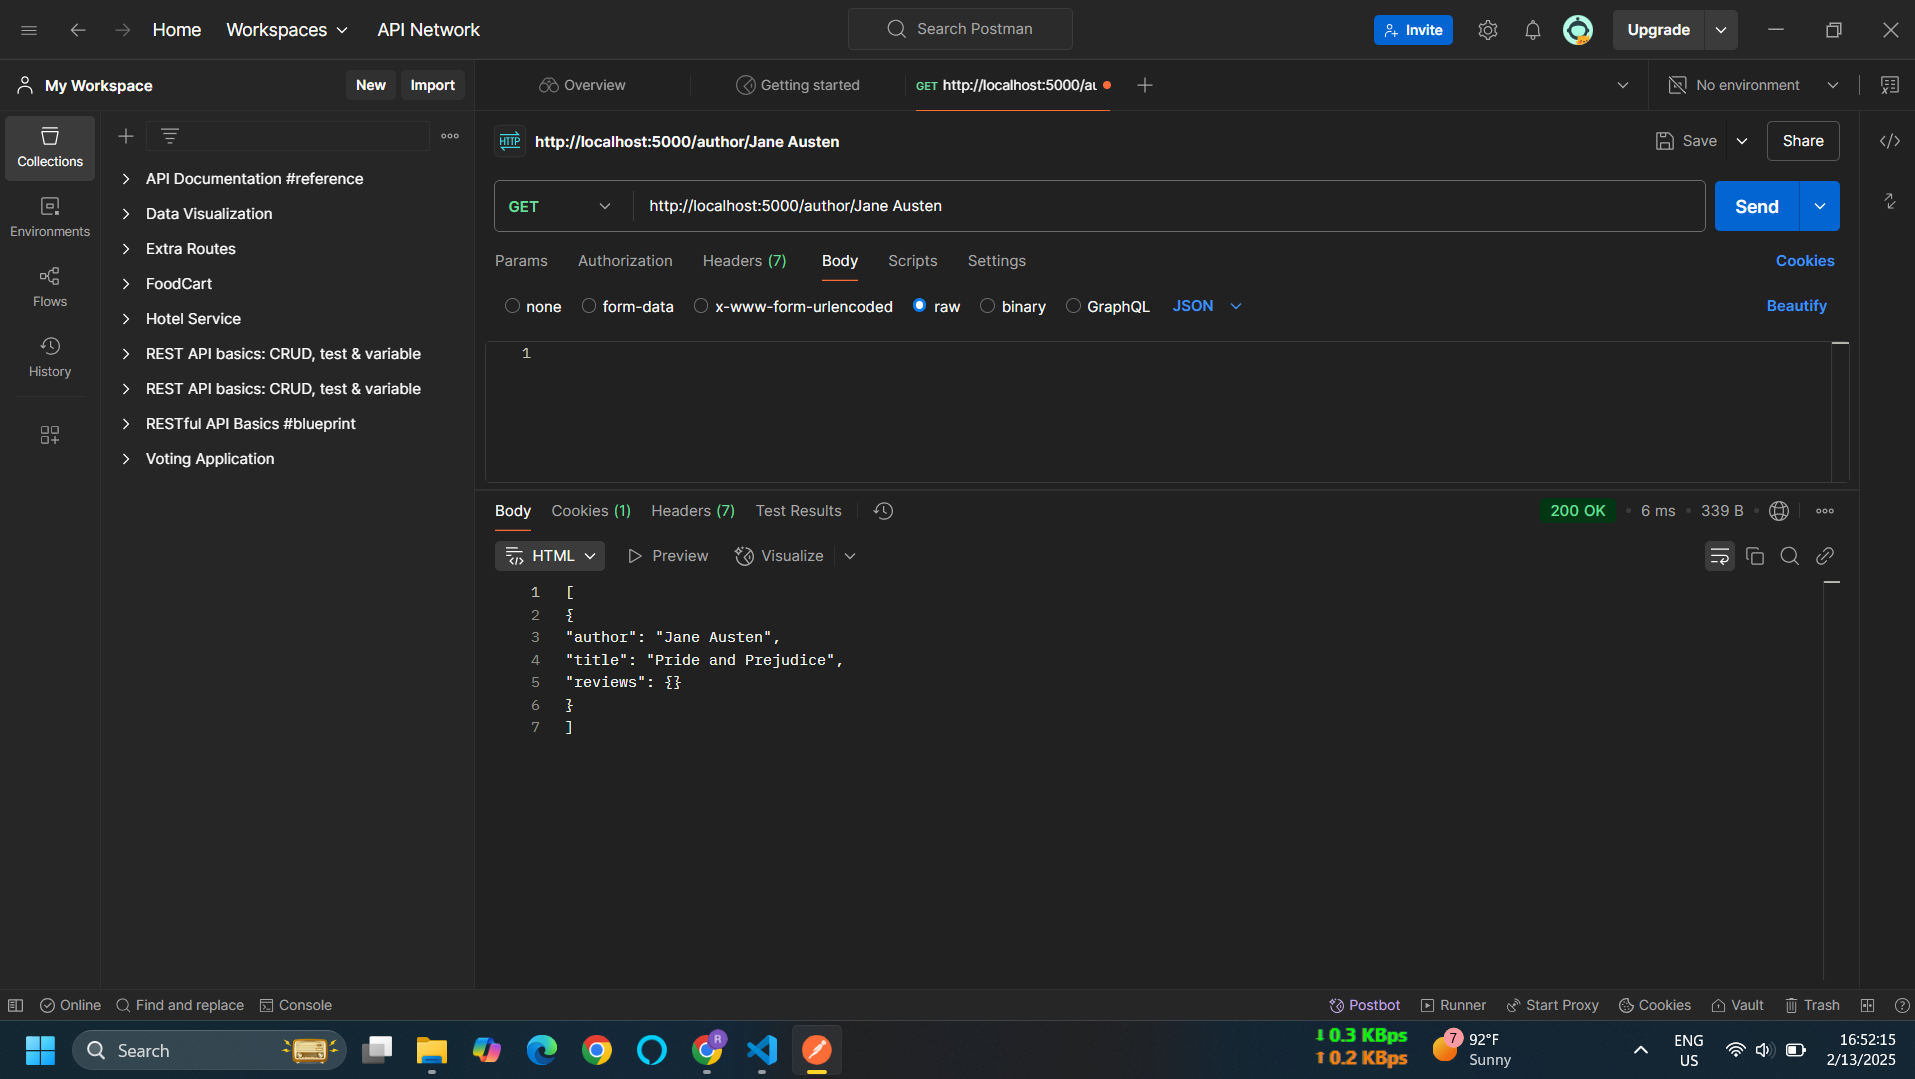 Home Workspaces API Network Search Postman Invite Upgrade
My Workspace New Import Overview Getting started GET http://localhost:5000/au No environment
Collections
Environments
Flows
History
API Documentation #reference
Data Visualization
Extra Routes
FoodCart
Hotel Service
REST API basics: CRUD, test & variable
REST API basics: CRUD, test & variable
RESTful API Basics #blueprint
Voting Application
HTTP http://localhost:5000/author/Jane Austen Save Share
GET http://localhost:5000/author/Jane Austen Send
Params Authorization Headers (7) Body Scripts Settings Cookies
none form-data x-www-form-urlencoded raw binary GraphQL JSON Beautify
1
Body Cookies (1) Headers (7) Test Results 200 OK • 6 ms • 339 B •
HTML Preview Visualize
1 [
2 {
3 "author": "Jane Austen",
4 "title": "Pride and Prejudice",
5 "reviews": {}
6 }
7 ]
Online Find and replace Console Postbot Runner Start Proxy Cookies Vault Trash
Search R ↓ 0.3 KBps 7 92°F ENG 16:52:15
↑ 0.2 KBps Sunny US 2/13/2025